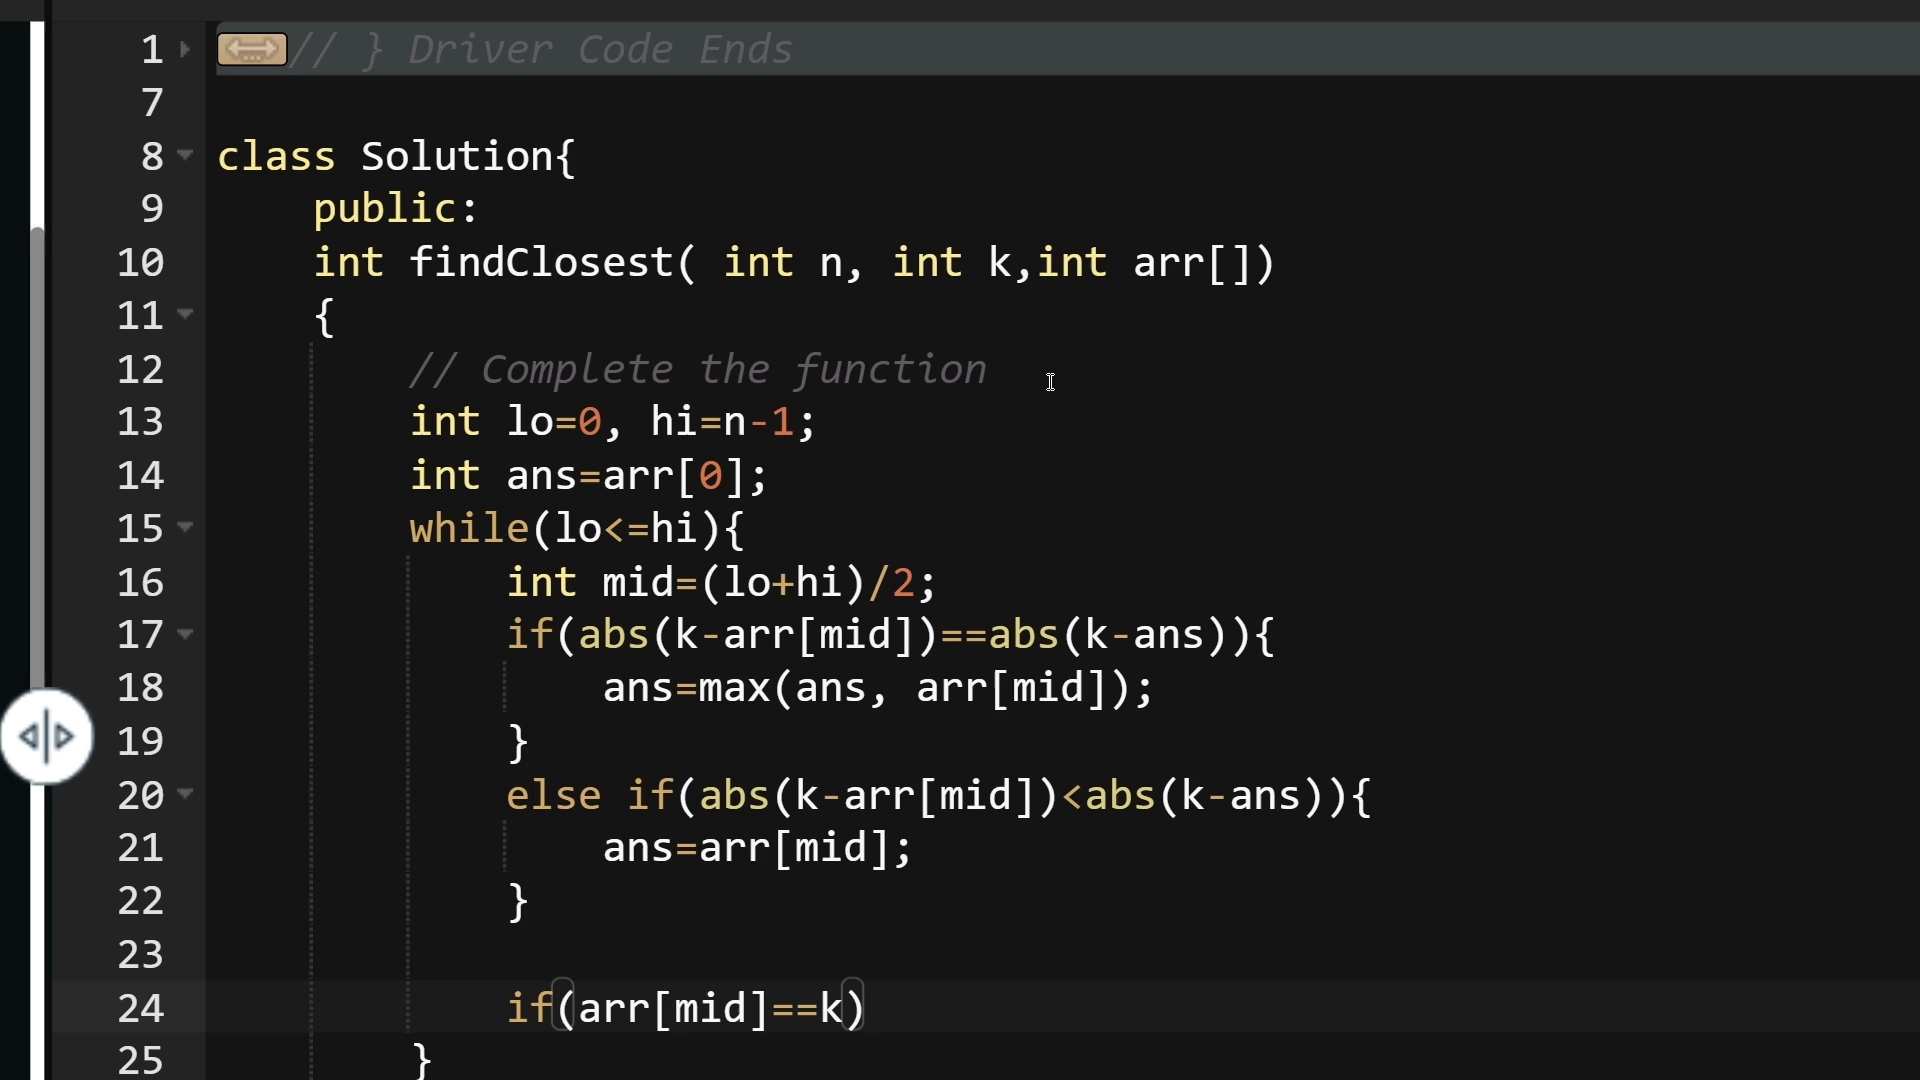 1 // } Driver Code Ends
7
8 class Solution{
9     public:
10     int findClosest( int n, int k,int arr[])
11     {
12         // Complete the function
13         int lo=0, hi=n-1;
14         int ans=arr[0];
15         while(lo<=hi){
16             int mid=(lo+hi)/2;
17             if(abs(k-arr[mid])==abs(k-ans)){
18                 ans=max(ans, arr[mid]);
19             }
20             else if(abs(k-arr[mid])<abs(k-ans)){
21                 ans=arr[mid];
22             }
23
24             if(arr[mid]==k)
25         }